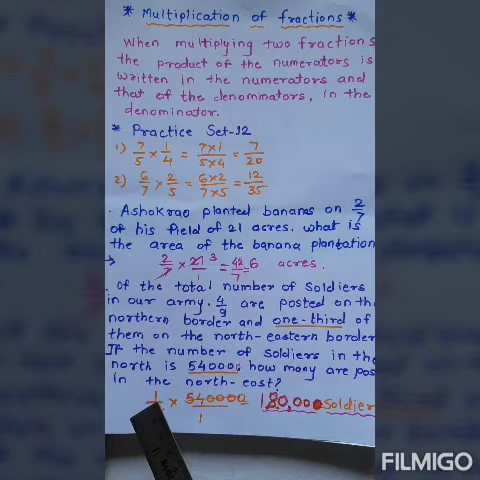 * Multiplication of fractions *
When multiplying two fractions
the product of the numerators is
written in the numerators and
that of the denominators, in the
denominator.
* Practice Set-12
1) 7/5 × 1/4 = 7×1/5×4 = 7/20
2) 6/7 × 2/5 = 6×2/7×5 = 12/35
. Ashokrao planted bananas on 2/7
of his field of 21 acres. what is
the area of the banana plantation
→ 2/7 × 21/1 3 = 42/7 = 6 acres.
. of the total number of soldiers
in our army. 4/9 are posted on the
northern border and one-third of
them on the north-eastern border
If the number of soldiers in the
north is 540000; how many are pos
in the north-east?
1 × 540000/1 = 180,000 Soldier
FILMIGO